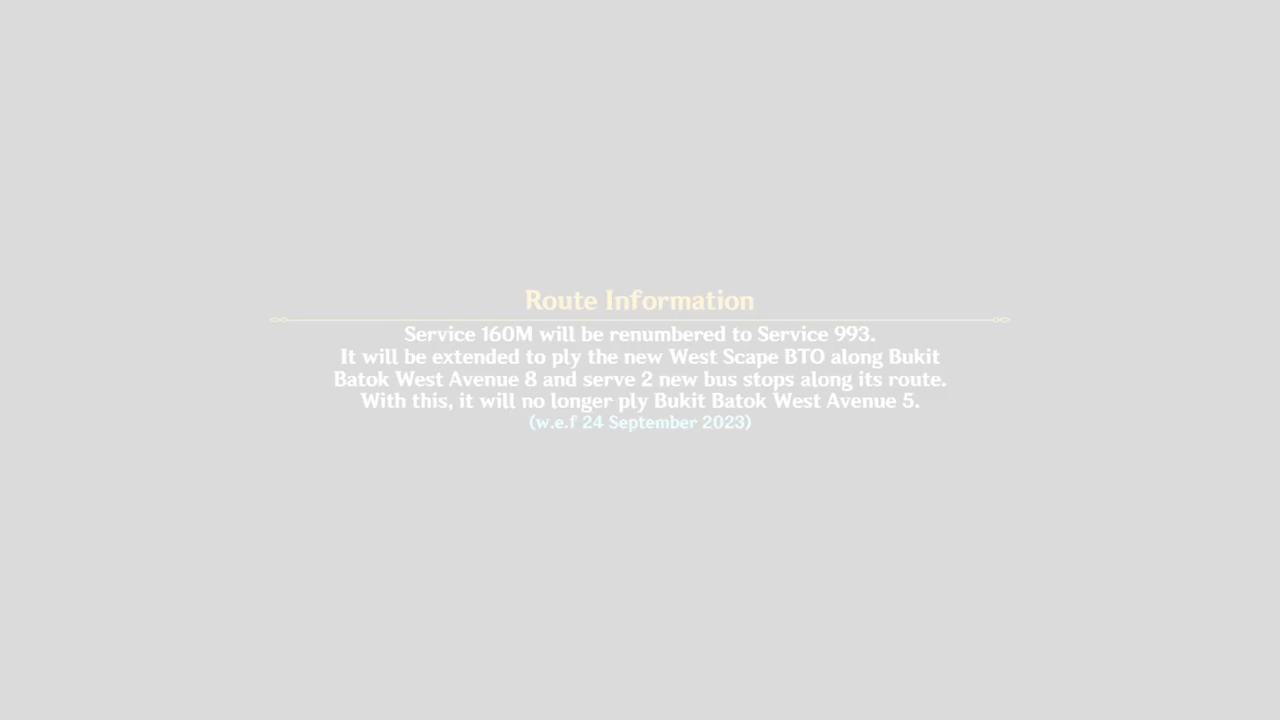 Route Information
Service 160M will be renumbered to Service 993.
It will be extended to ply the new West Scape BTO along Bukit
Batok West Avenue 8 and serve 2 new bus stops along its route.
With this, it will no longer ply Bukit Batok West Avenue 5.
(w.e.f 24 September 2023)